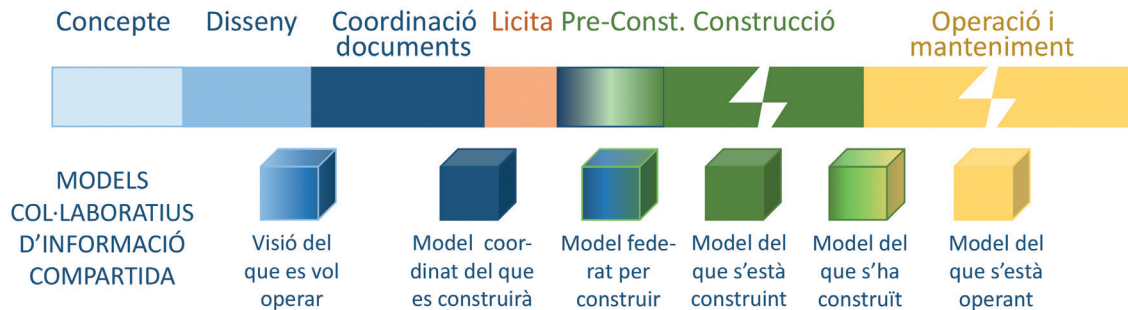 Concepte
Disseny
Coordinació
documents
Licita
Pre-Const.
Construcció
Operació i
manteniment
MODELS
COL·LABORATIUS
D’INFORMACIÓ
COMPARTIDA
Visió del
que es vol
operar
Model coor-
dinat del que
es construirà
Model fede-
rat per
construir
Model del
que s’està
construint
Model del
que s’ha
construït
Model del
que s’està
operant